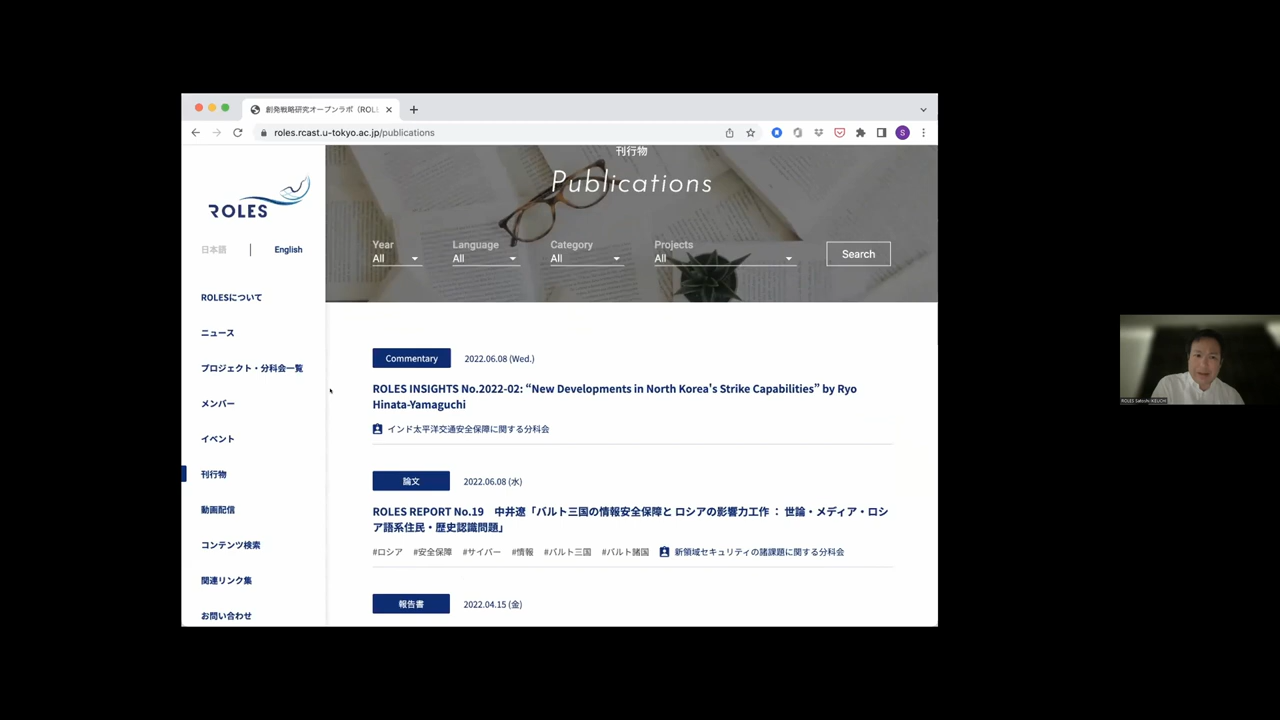 創発戦略研究オープンラボ（ROL
roles.rcast.u-tokyo.ac.jp/publications
S
ROLES
日本語 | English
ROLESについて
ニュース
プロジェクト・分科会一覧
メンバー
イベント
刊行物
動画配信
コンテンツ検索
関連リンク集
お問い合わせ
刊行物
Publications
Year Language Category Projects
All All All All
Search
Commentary 2022.06.08 (Wed.)
ROLES INSIGHTS No.2022-02: “New Developments in North Korea's Strike Capabilities” by Ryo
Hinata-Yamaguchi
インド太平洋交通安全保障に関する分科会
論文 2022.06.08 (水)
ROLES REPORT No.19　中井遼「バルト三国の情報安全保障と ロシアの影響力工作 ： 世論・メディア・ロシ
ア語系住民・歴史認識問題」
#ロシア #安全保障 #サイバー #情報 #バルト三国 #バルト諸国 新領域セキュリティの諸課題に関する分科会
報告書 2022.04.15 (金)
ROLES Satoshi IKEUCHI